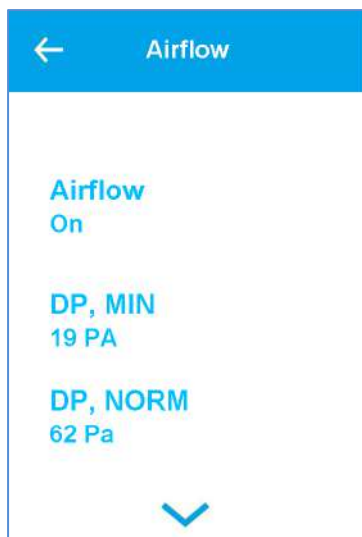 Airflow
Airflow
On
DP, MIN
19 PA
DP, NORM
62 Pa